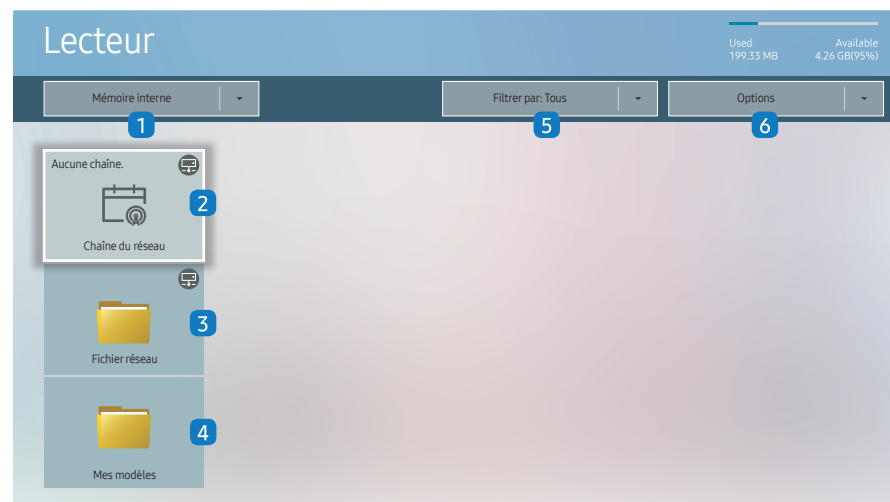 Lecteur
Used Available
199.33 MB 4.26 GB(95%)
Mémoire interne
Filtrer par: Tous
Options
1
5
6
Aucune chaîne.
2
Chaîne du réseau
3
Fichier réseau
4
Mes modèles